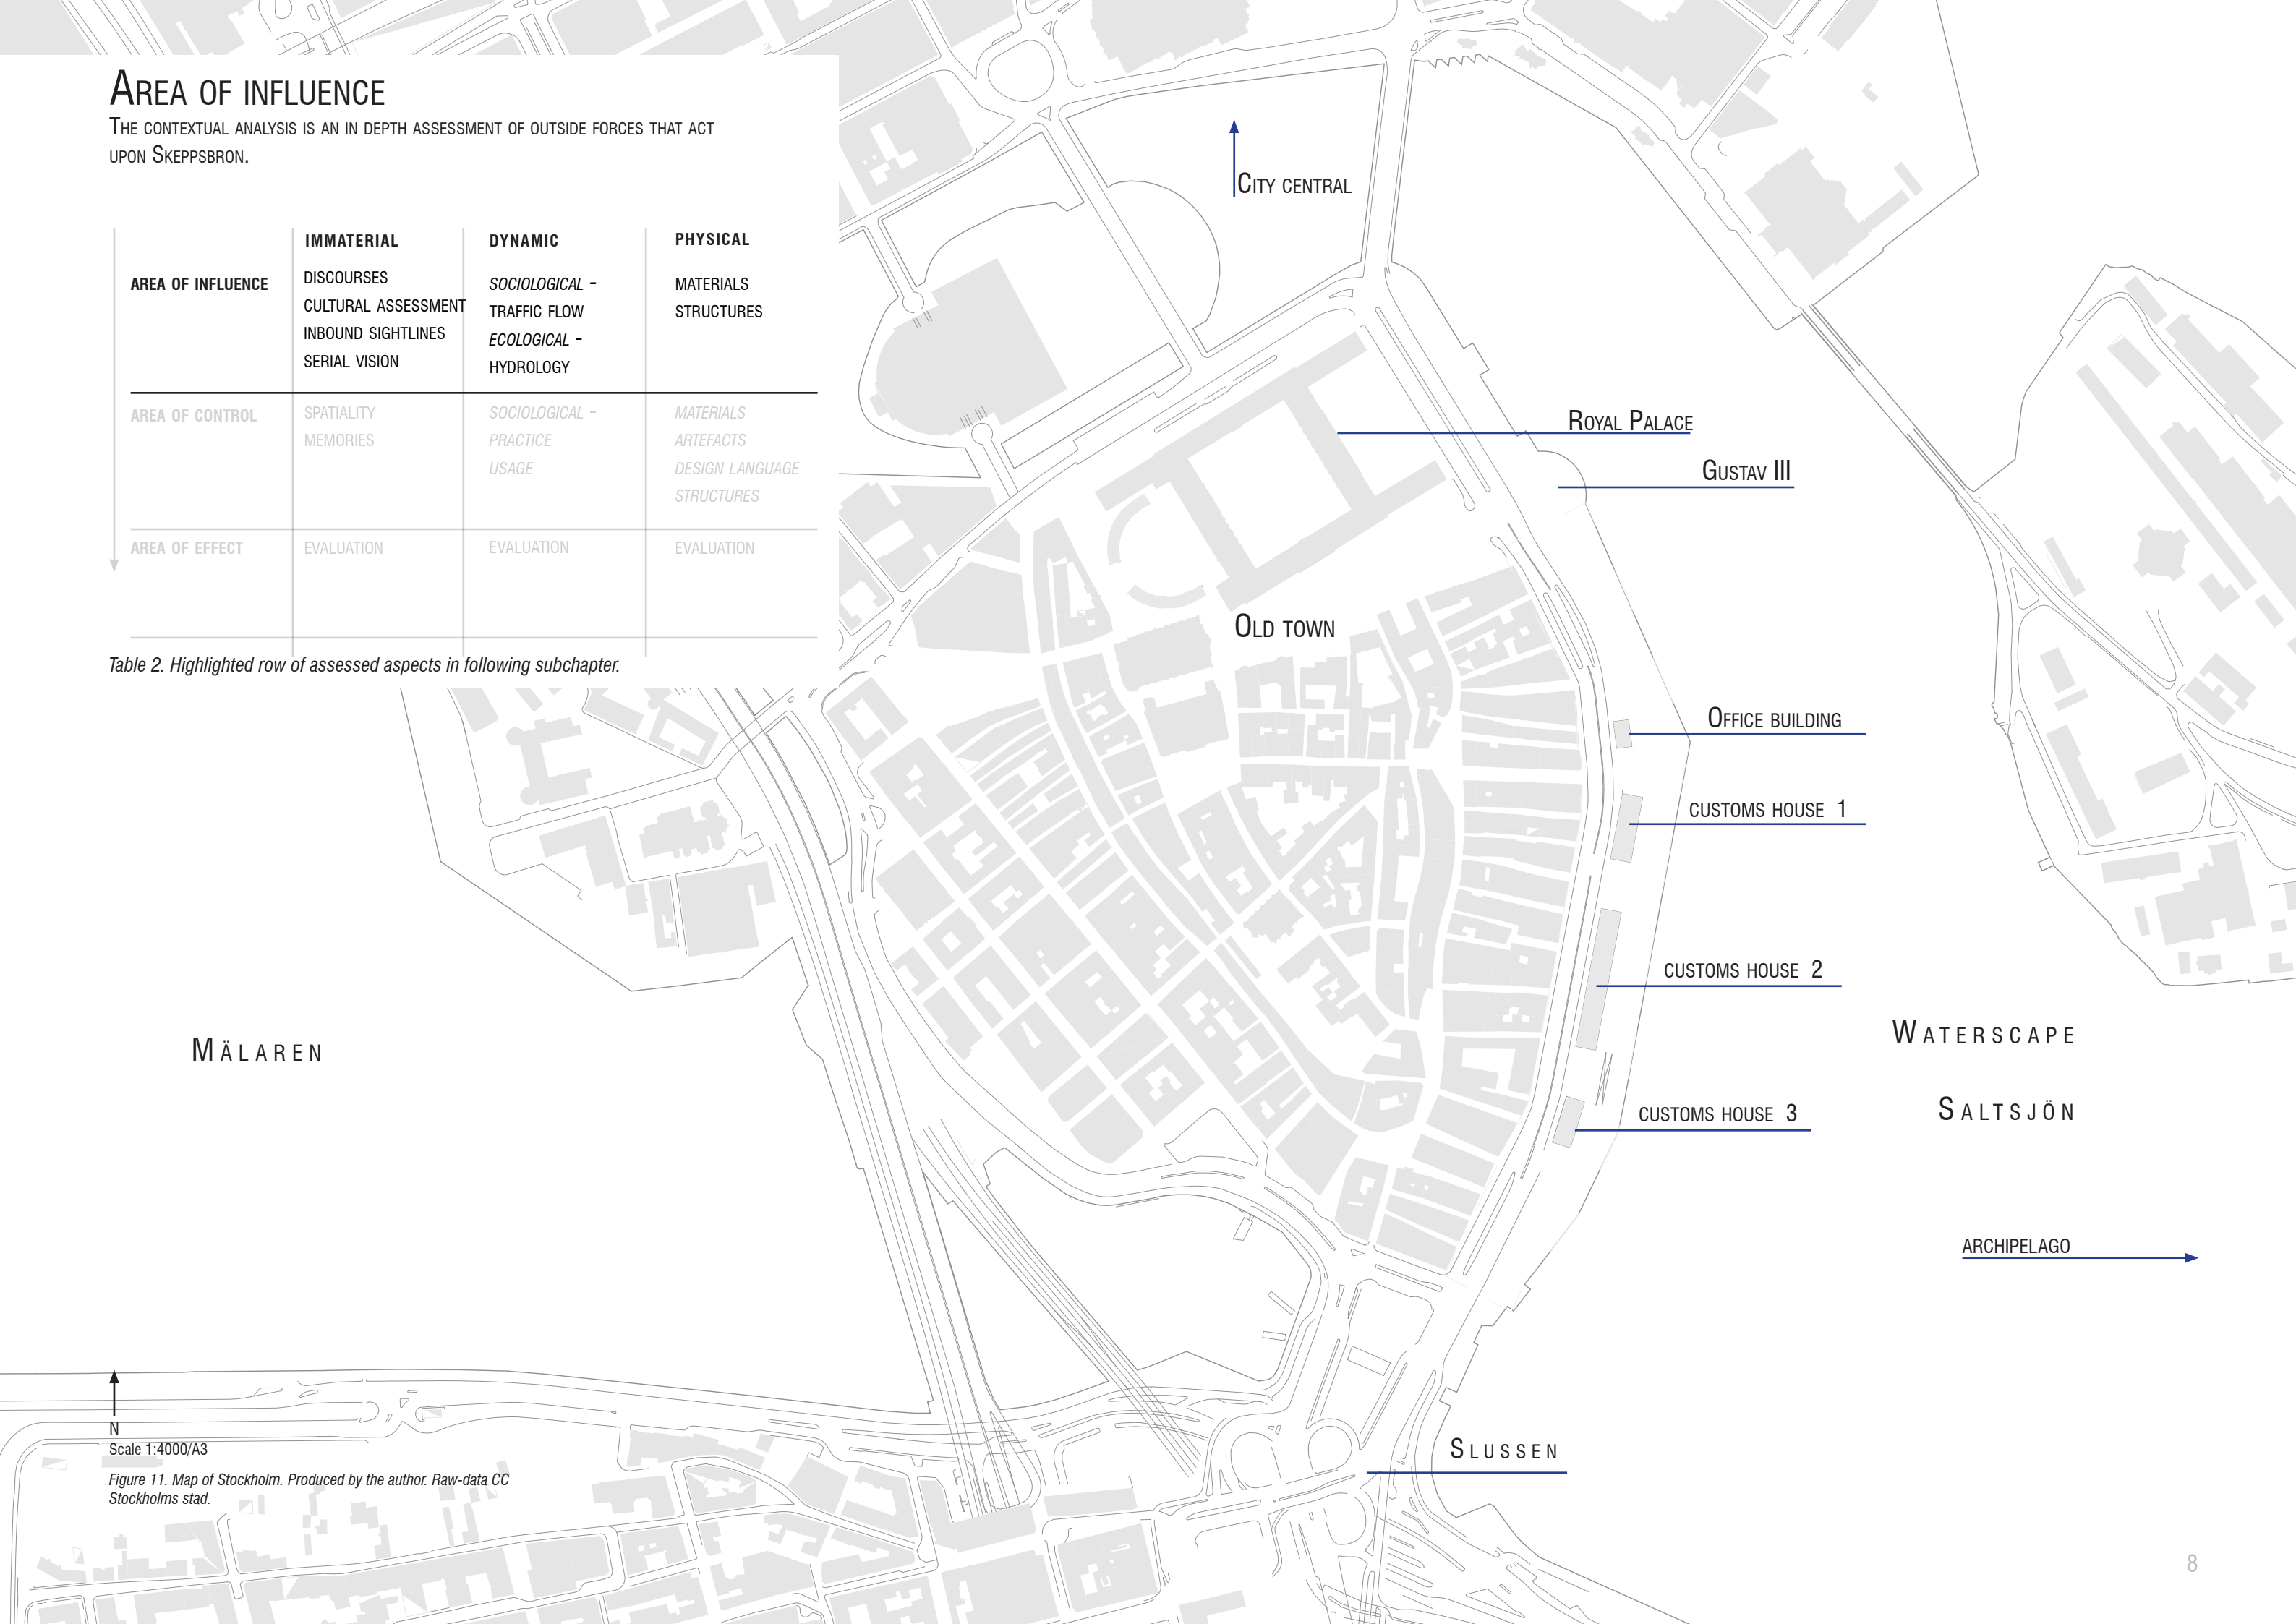 Area of influence
The contextual analysis is an in depth assessment of outside forces that act
upon Skeppsbron.
IMMATERIAL DYNAMIC PHYSICAL
AREA OF INFLUENCE
DISCOURSES
CULTURAL ASSESSMENT
INBOUND SIGHTLINES
SERIAL VISION
SOCIOLOGICAL -
TRAFFIC FLOW
ECOLOGICAL -
HYDROLOGY
MATERIALS
STRUCTURES
AREA OF CONTROL
SPATIALITY
MEMORIES
SOCIOLOGICAL -
PRACTICE
USAGE
MATERIALS
ARTEFACTS
DESIGN LANGUAGE
STRUCTURES
AREA OF EFFECT
EVALUATION
EVALUATION
EVALUATION
Table 2. Highlighted row of assessed aspects in following subchapter.
City central
Royal Palace
Gustav III
Old town
Office building
customs house 1
customs house 2
customs house 3
Mälaren
Waterscape
Saltsjön
archipelago
Slussen
N
Scale 1:4000/A3
Figure 11. Map of Stockholm. Produced by the author. Raw-data CC
Stockholms stad.
8